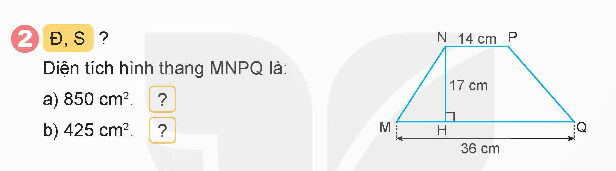 2 Đ, S ?
Diện tích hình thang MNPQ là:
a) 850 cm². ?
b) 425 cm². ?
N 14 cm P
17 cm
M H Q
36 cm